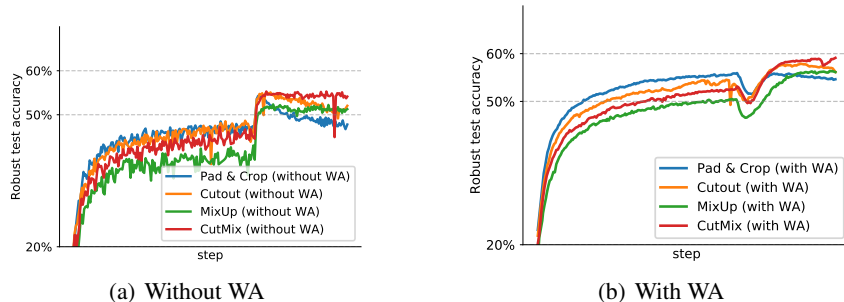 60%
50%
20%
Robust test accuracy
step
Pad & Crop (without WA)
Cutout (without WA)
MixUp (without WA)
CutMix (without WA)
(a) Without WA
60%
50%
20%
Robust test accuracy
step
Pad & Crop (with WA)
Cutout (with WA)
MixUp (with WA)
CutMix (with WA)
(b) With WA